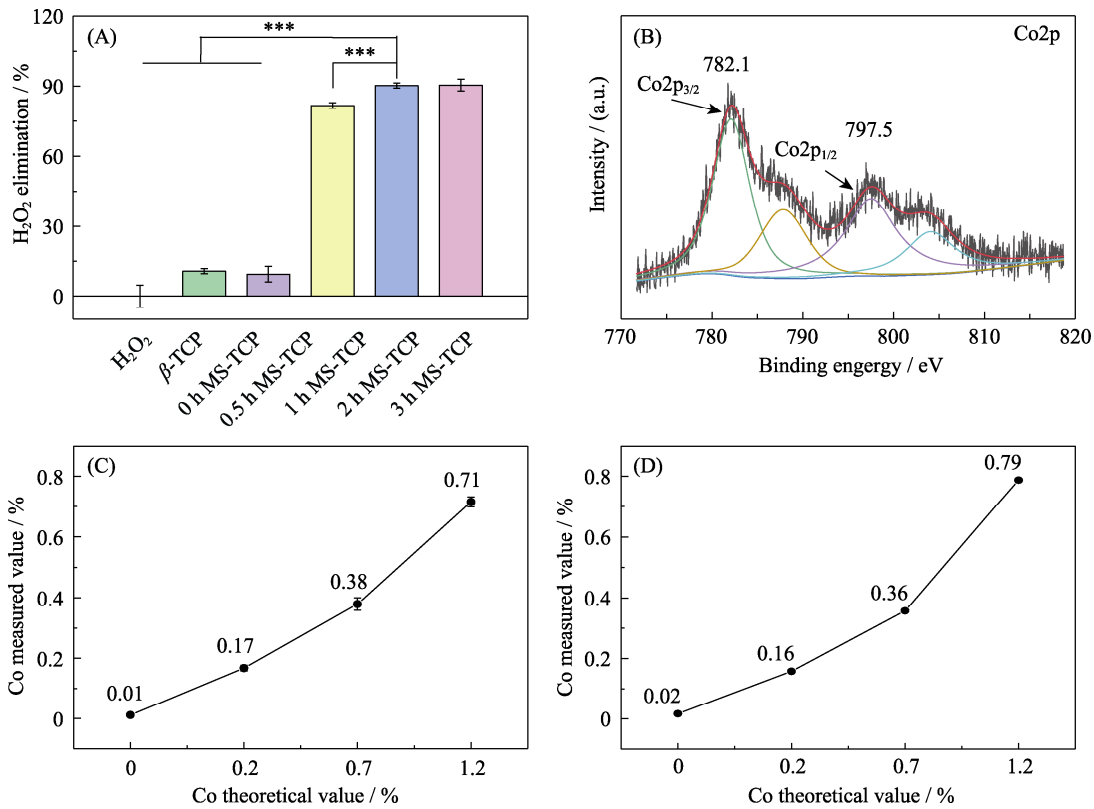 (A)
***
***
120
90
60
30
0
H₂O₂ elimination / %
H₂O₂
β-TCP
0 h MS-TCP
0.5 h MS-TCP
1 h MS-TCP
2 h MS-TCP
3 h MS-TCP
(B)
Co2p
782.1
Co2p₃/₂
797.5
Co2p₁/₂
Intensity / (a.u.)
770 780 790 800 810 820
Binding engergy / eV
(C)
0.8
0.6
0.4
0.2
0
Co measured value / %
0.01
0.17
0.38
0.71
0 0.2 0.7 1.2
Co theoretical value / %
(D)
0.8
0.6
0.4
0.2
0
Co measured value / %
0.02
0.16
0.36
0.79
0 0.2 0.7 1.2
Co theoretical value / %